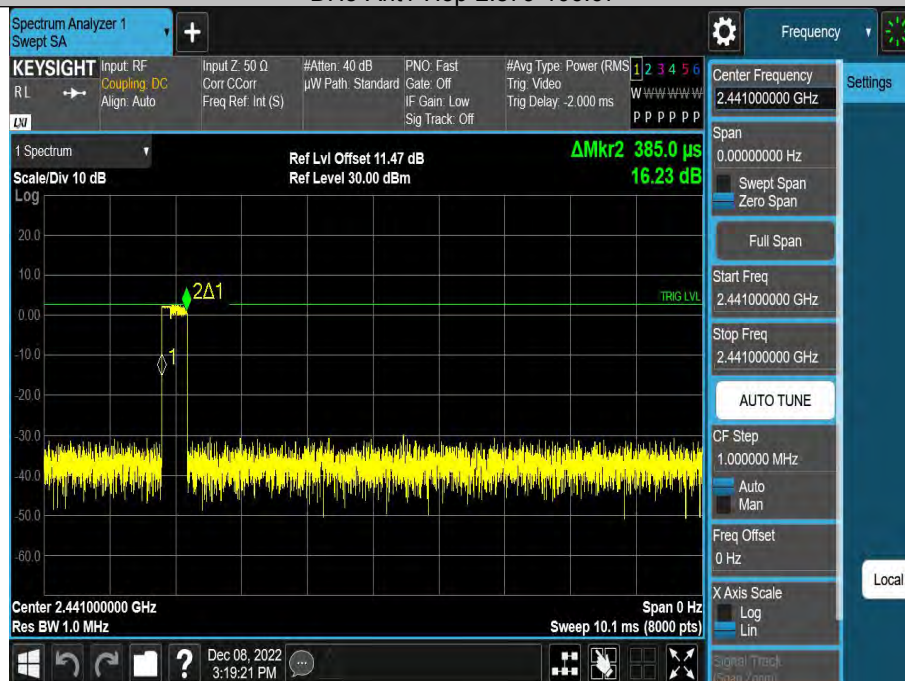 Spectrum Analyzer 1
Swept SA
+
Frequency
KEYSIGHT
RL
LXI
Input: RF
Coupling: DC
Align: Auto
Input Z: 50 Ω
Corr CCorr
Freq Ref: Int (S)
#Atten: 40 dB
µW Path: Standard
PNO: Fast
Gate: Off
IF Gain: Low
Sig Track: Off
#Avg Type: Power (RMS
Trig: Video
Trig Delay: -2.000 ms
1 2 3 4 5 6
W W W W W W
P P P P P P
1 Spectrum
Scale/Div 10 dB
Log
Ref Lvl Offset 11.47 dB
Ref Level 30.00 dBm
ΔMkr2 385.0 µs
16.23 dB
20.0
10.0
0.00
-10.0
-20.0
-30.0
-40.0
-50.0
-60.0
2Δ1
1
TRIG LVL
Center 2.441000000 GHz
Res BW 1.0 MHz
Span 0 Hz
Sweep 10.1 ms (8000 pts)
Dec 08, 2022
3:19:21 PM
?
Center Frequency
2.441000000 GHz
Span
0.00000000 Hz
Swept Span
Zero Span
Full Span
Start Freq
2.441000000 GHz
Stop Freq
2.441000000 GHz
AUTO TUNE
CF Step
1.000000 MHz
Auto
Man
Freq Offset
0 Hz
X Axis Scale
Log
Lin
Signal Track
(Span Zoom)
Settings
Local